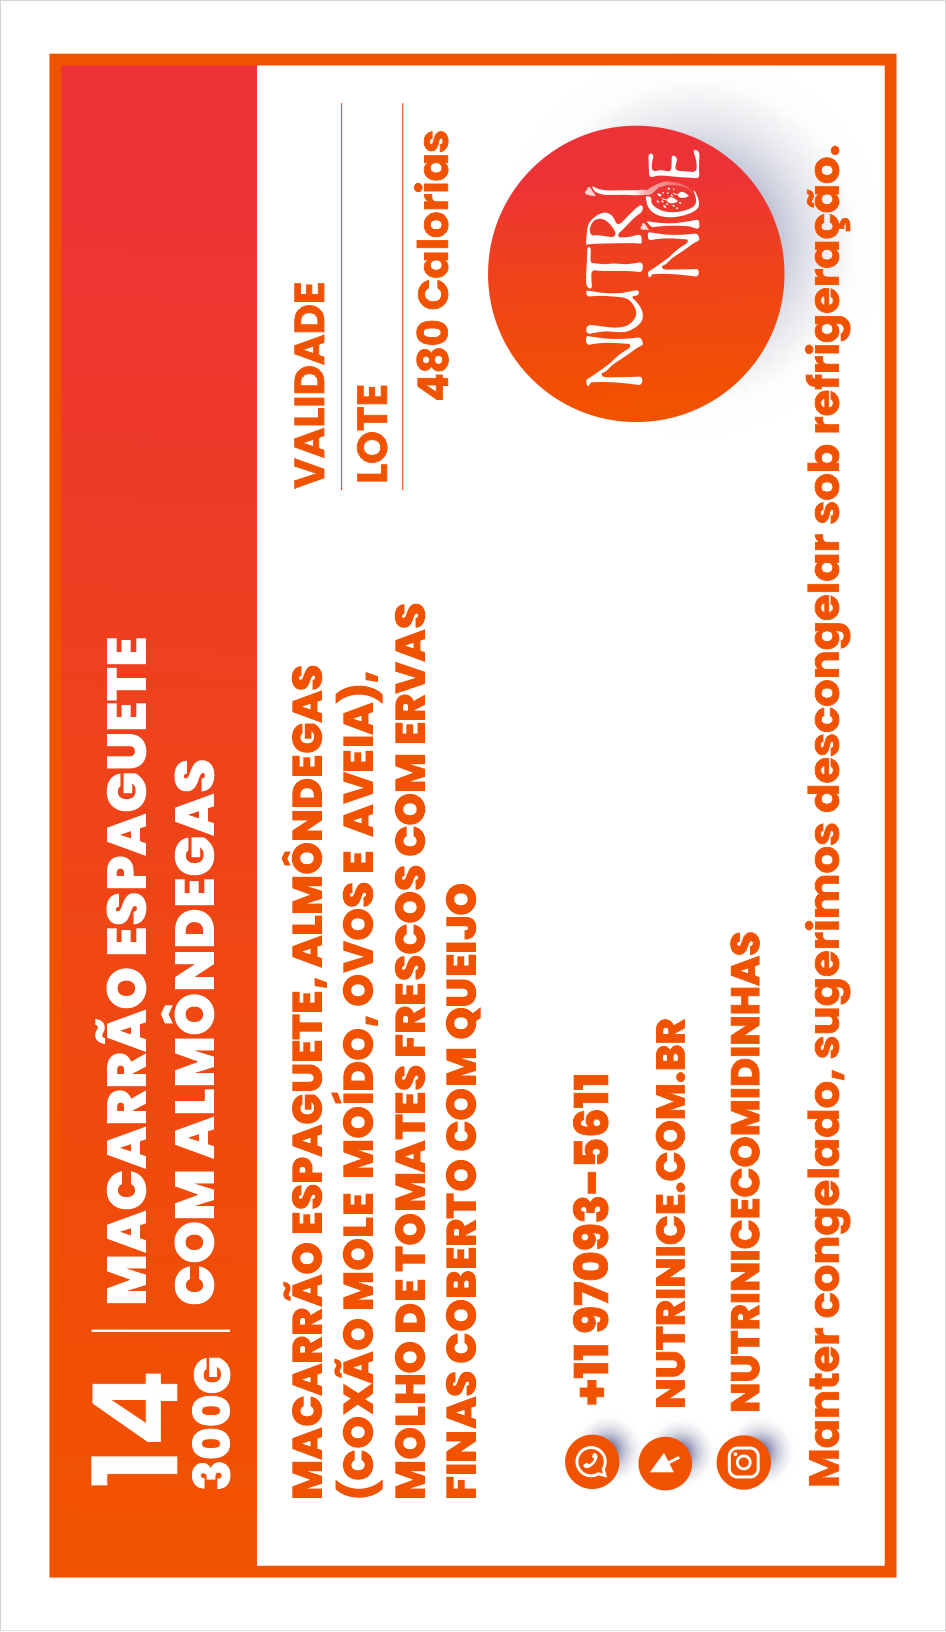 14
300G
MACARRÃO ESPAGUETE
COM ALMÔNDEGAS
MACARRÃO ESPAGUETE, ALMÔNDEGAS
(COXÃO MOLE MOÍDO, OVOS E AVEIA),
MOLHO DE TOMATES FRESCOS COM ERVAS
FINAS COBERTO COM QUEIJO
VALIDADE
LOTE
480 Calorias
+11 97093-5611
NUTRINICE.COM.BR
NUTRINICECOMIDINHAS
NUTRI
NICE
Manter congelado, sugerimos descongelar sob refrigeração.